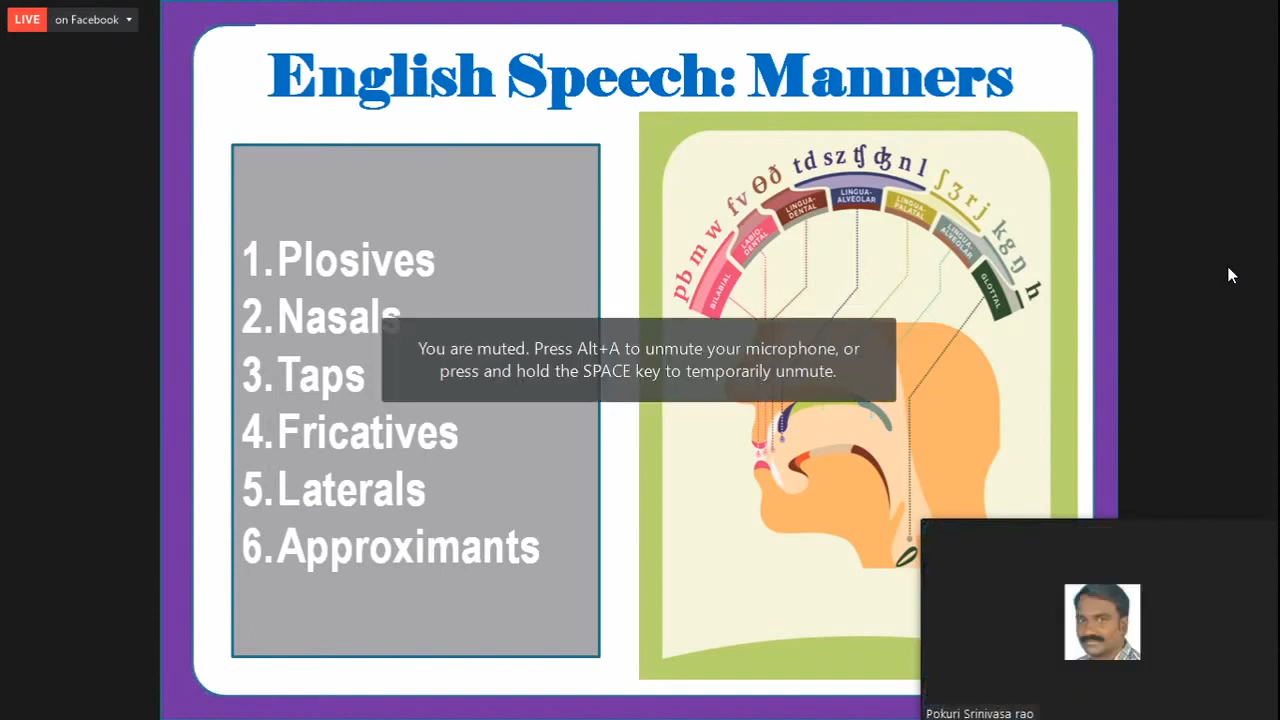 LIVE on Facebook
English Speech: Manners
1. Plosives
2. Nasals
3. Taps
4. Fricatives
5. Laterals
6. Approximants
p b m w f v θ ð t d s z ʧ ʤ n l ʃ ʒ r j k g ŋ h
BILABIAL
LABIO-DENTAL
LINGUA-DENTAL
LINGUA-ALVEOLAR
LINGUA-PALATAL
LINGUA-ALVEOLAR
GLOTTAL
You are muted. Press Alt+A to unmute your microphone, or
press and hold the SPACE key to temporarily unmute.
Pokuri Srinivasa rao